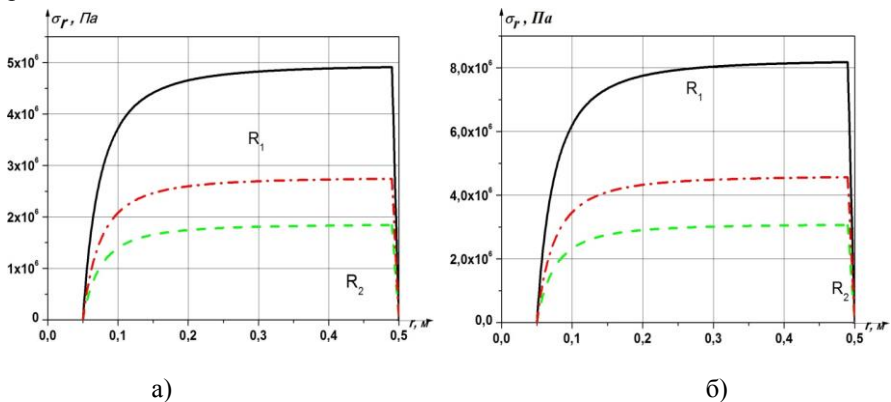 σr, Па
5x10⁶
4x10⁶
3x10⁶
2x10⁶
1x10⁶
0
0,0 0,1 0,2 0,3 0,4 0,5
r, м
R₁
R₂
а)
σr, Па
8,0x10⁶
6,0x10⁶
4,0x10⁶
2,0x10⁶
0,0
0,0 0,1 0,2 0,3 0,4 0,5
r, м
R₁
R₂
б)